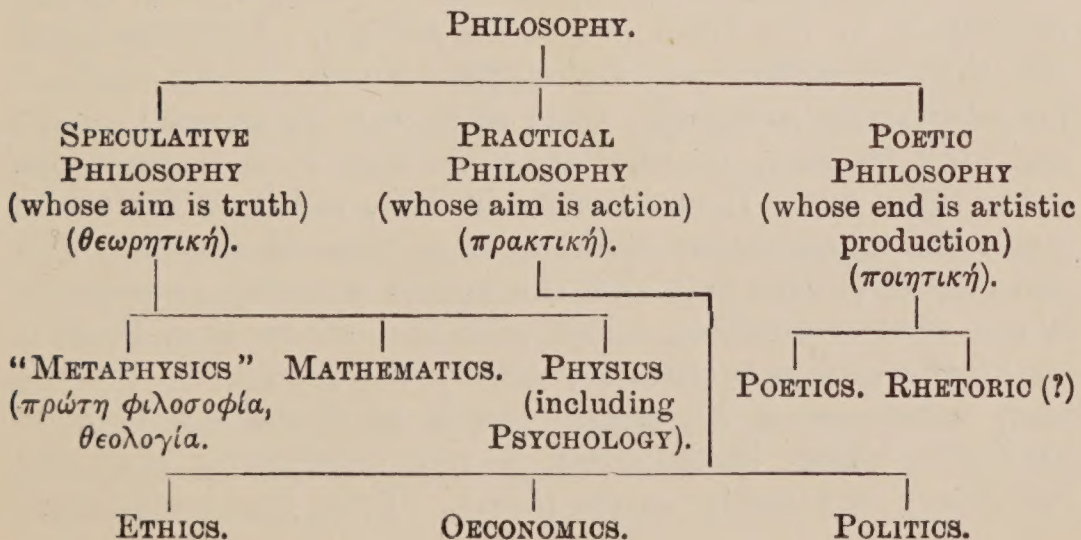 PHILOSOPHY.
SPECULATIVE PHILOSOPHY
(whose aim is truth)
(θεωρητική).
PRACTICAL PHILOSOPHY
(whose aim is action)
(πρακτική).
POETIC PHILOSOPHY
(whose end is artistic
production)
(ποιητική).
"METAPHYSICS"
(πρώτη φιλοσοφία,
θεολογία.
MATHEMATICS.
PHYSICS
(including
PSYCHOLOGY).
POETICS.
RHETORIC (?)
ETHICS.
OECONOMICS.
POLITICS.